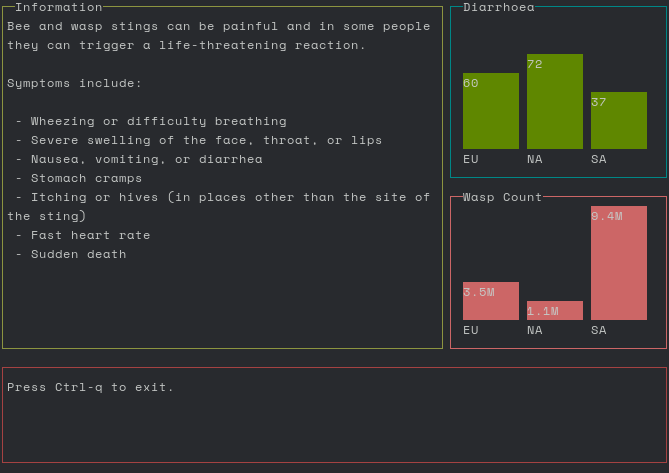 Information
Bee and wasp stings can be painful and in some people
they can trigger a life-threatening reaction.
Symptoms include:
- Wheezing or difficulty breathing
- Severe swelling of the face, throat, or lips
- Nausea, vomiting, or diarrhea
- Stomach cramps
- Itching or hives (in places other than the site of
the sting)
- Fast heart rate
- Sudden death
Diarrhoea
60
72
37
EU NA SA
Wasp Count
3.5M
1.1M
9.4M
EU NA SA
Press Ctrl-q to exit.